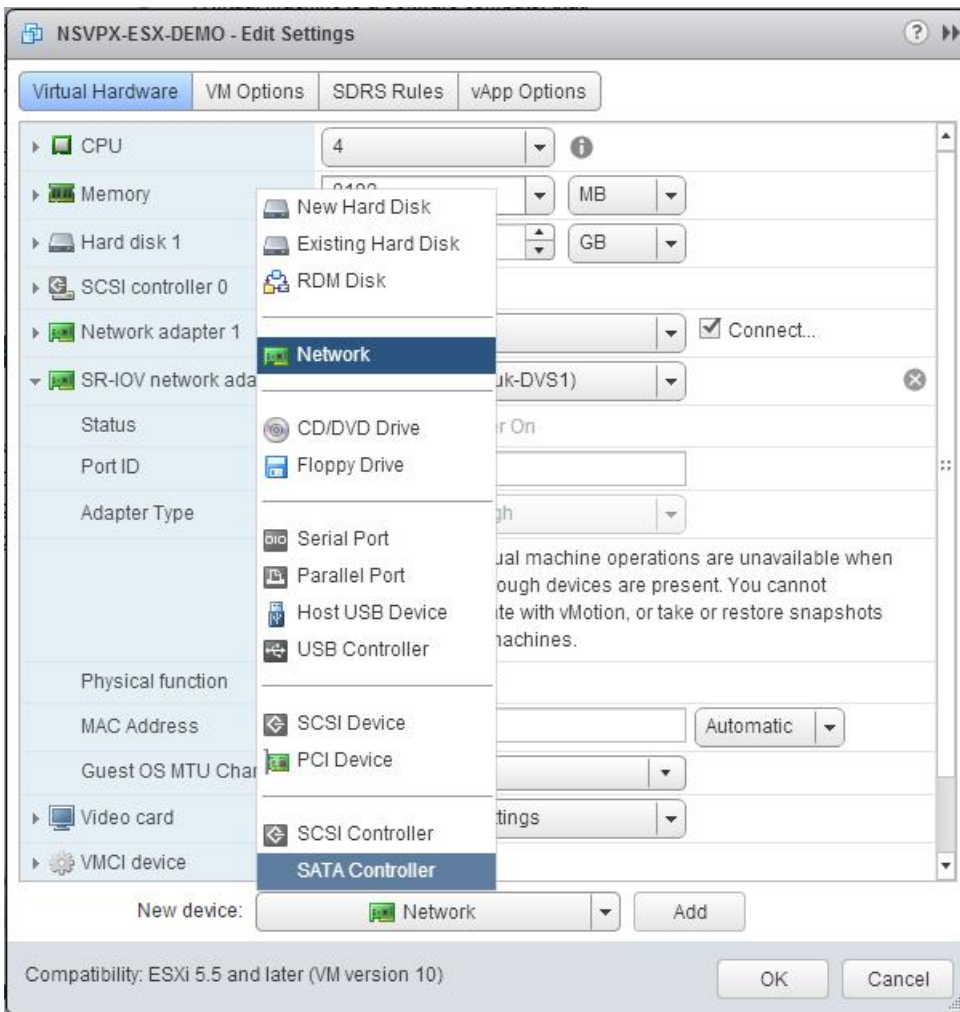 NSVPX-ESX-DEMO - Edit Settings
Virtual Hardware VM Options SDRS Rules vApp Options
CPU 4
Memory MB
Hard disk 1 GB
SCSI controller 0
Network adapter 1 Connect...
SR-IOV network ada uk-DVS1)
Status r On
Port ID
Adapter Type gh
ual machine operations are unavailable when
ough devices are present. You cannot
te with vMotion, or take or restore snapshots
machines.
Physical function
MAC Address Automatic
Guest OS MTU Char
Video card ttings
VMCI device
New Hard Disk
Existing Hard Disk
RDM Disk
Network
CD/DVD Drive
Floppy Drive
Serial Port
Parallel Port
Host USB Device
USB Controller
SCSI Device
PCI Device
SCSI Controller
SATA Controller
New device: Network Add
Compatibility: ESXi 5.5 and later (VM version 10) OK Cancel